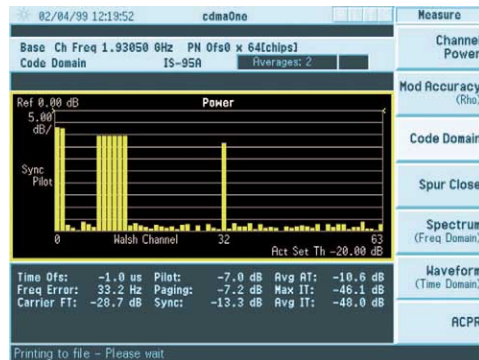 02/04/99 12:19:52 cdmaOne
Measure
Base Ch Freq 1.93050 GHz PN Ofs0 x 64[chips]
Code Domain IS-95A Averages: 2
Channel
Power
Mod Accuracy
(Rho)
Code Domain
Spur Close
Spectrum
(Freq Domain)
Waveform
(Time Domain)
ACPR
Ref 0.00 dB Power
5.00
dB/
Sync
Pilot
0 Walsh Channel 32 63
Act Set Th -20.00 dB
Time Ofs: -1.0 us Pilot: -7.0 dB Avg AT: -10.6 dB
Freq Error: 33.2 Hz Paging: -7.2 dB Max IT: -46.1 dB
Carrier FT: -28.7 dB Sync: -13.3 dB Avg IT: -48.0 dB
Printing to file - Please wait